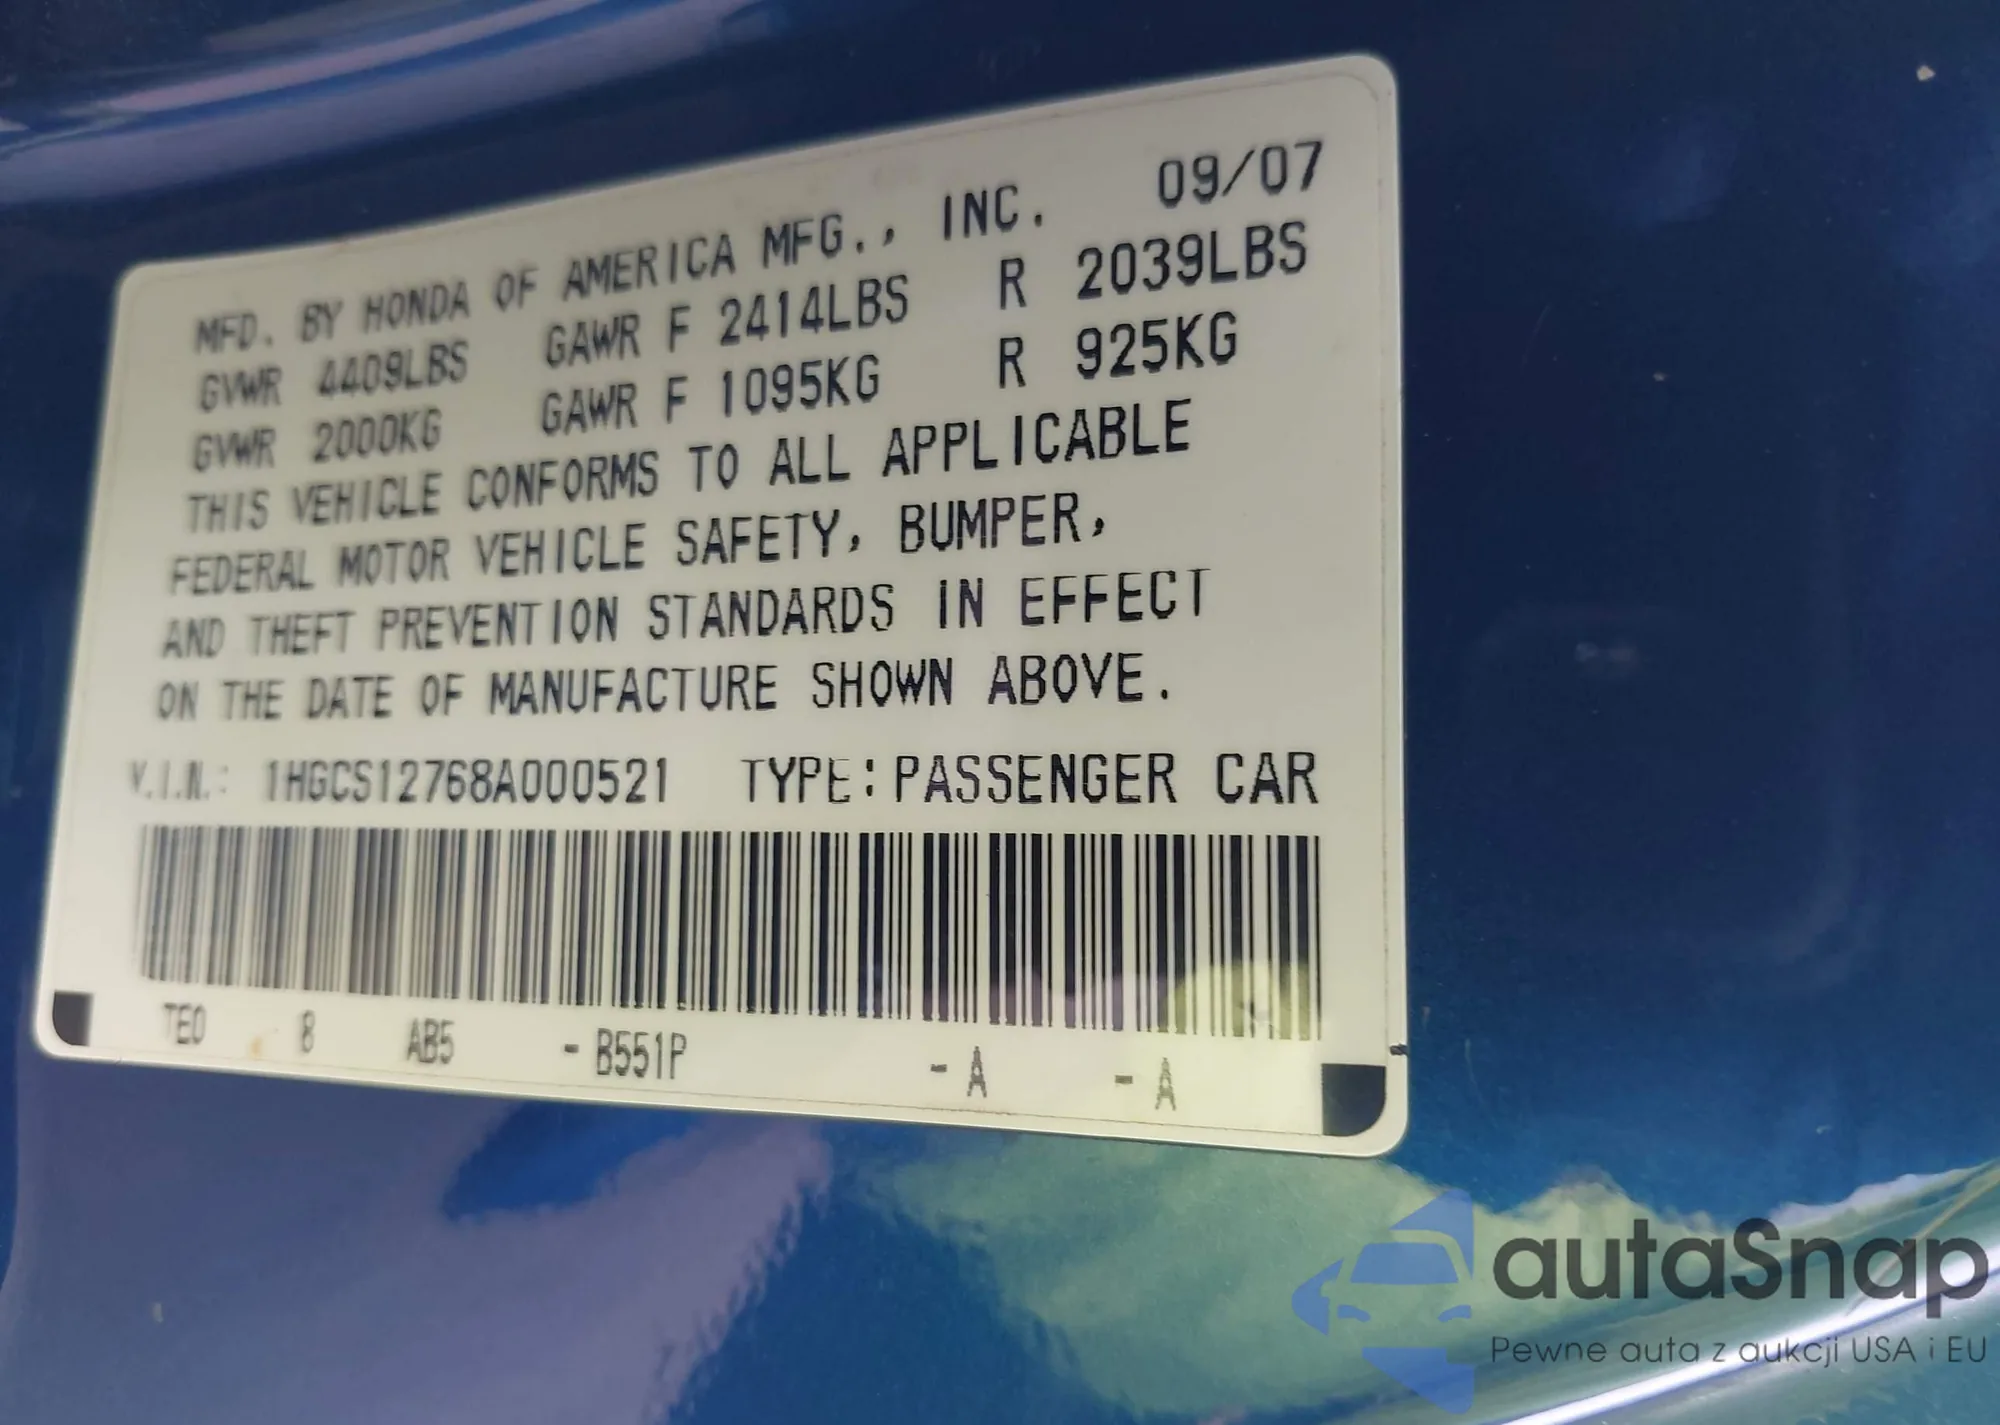 MFD. BY HONDA OF AMERICA MFG., INC. 09/07
GVWR 4409LBS GAWR F 2414LBS R 2039LBS
GVWR 2000KG GAWR F 1095KG R 925KG
THIS VEHICLE CONFORMS TO ALL APPLICABLE
FEDERAL MOTOR VEHICLE SAFETY, BUMPER,
AND THEFT PREVENTION STANDARDS IN EFFECT
ON THE DATE OF MANUFACTURE SHOWN ABOVE.
V.I.N.: 1HGCS12768A000521 TYPE:PASSENGER CAR
TE0 8 AB5 -B551P -A -A
autaSnap
Pewne auta z aukcji USA i EU